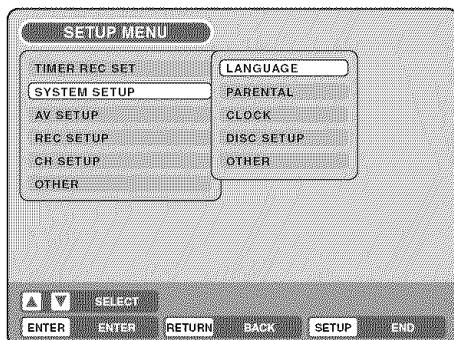 SETUP MENU
TIMER REC SET
SYSTEM SETUP
AV SETUP
REC SETUP
CH SETUP
OTHER
LANGUAGE
PARENTAL
CLOCK
DISC SETUP
OTHER
SELECT
ENTER ENTER RETURN BACK SETUP END